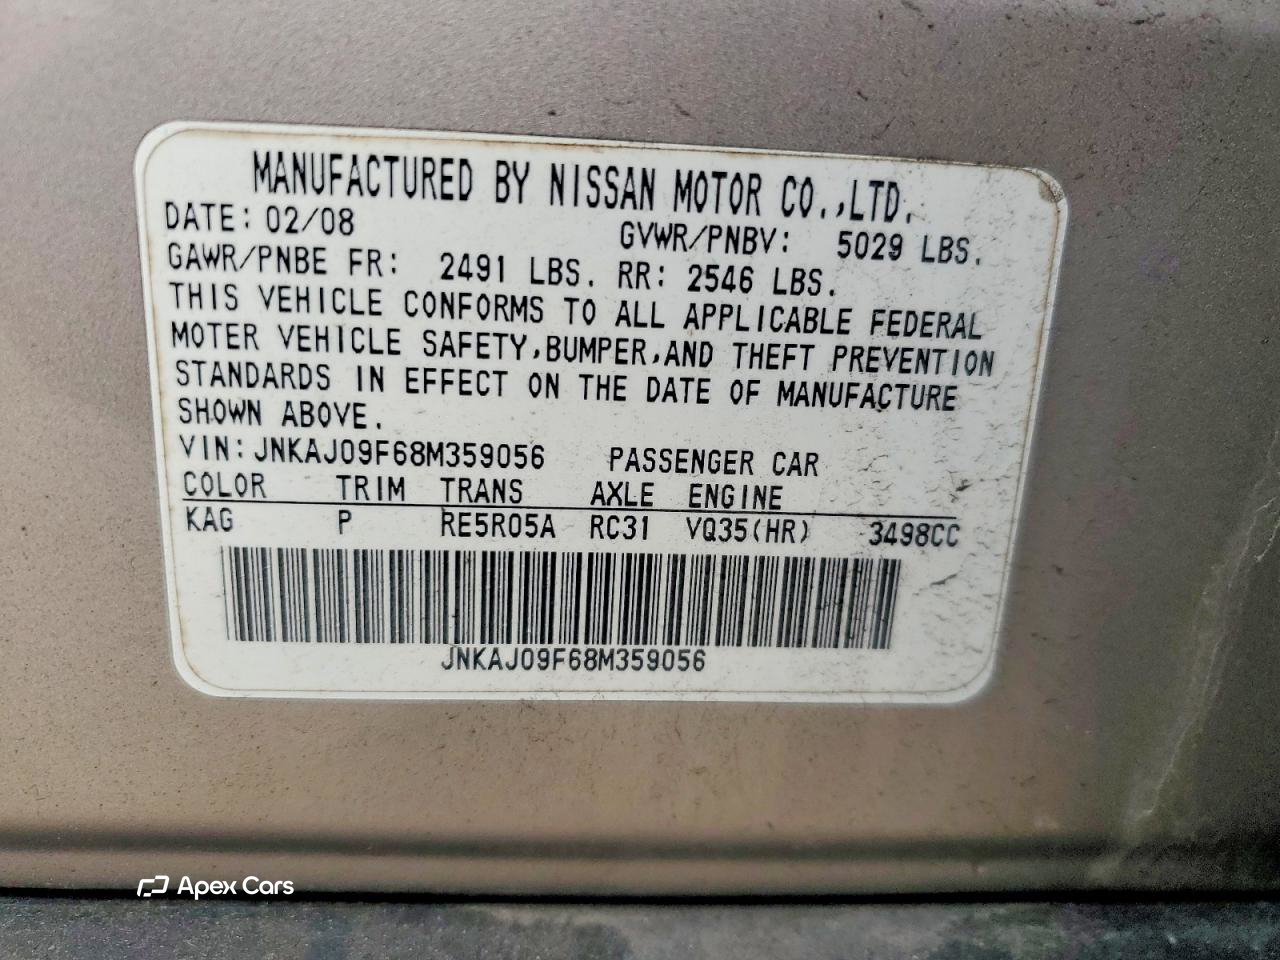 MANUFACTURED BY NISSAN MOTOR CO.,LTD.
DATE: 02/08 GVWR/PNBV: 5029 LBS.
GAWR/PNBE FR: 2491 LBS. RR: 2546 LBS.
THIS VEHICLE CONFORMS TO ALL APPLICABLE FEDERAL
MOTER VEHICLE SAFETY,BUMPER,AND THEFT PREVENTION
STANDARDS IN EFFECT ON THE DATE OF MANUFACTURE
SHOWN ABOVE.
VIN: JNKAJ09F68M359056 PASSENGER CAR
COLOR TRIM TRANS AXLE ENGINE
KAG P RE5R05A RC31 VQ35(HR) 3498CC
JNKAJ09F68M359056
Apex Cars